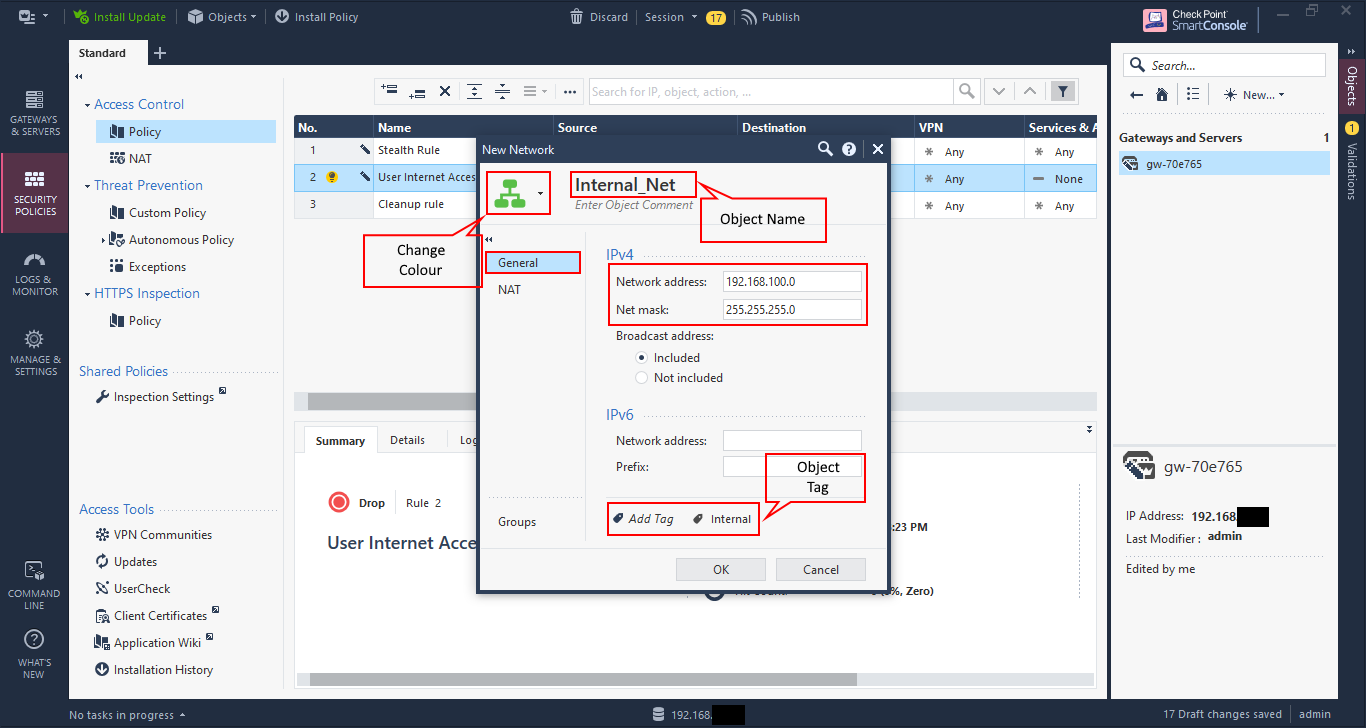 Install Update
Objects
Install Policy
Discard
Session
17
Publish
Check Point
SmartConsole
Standard
GATEWAYS
& SERVERS
SECURITY
POLICIES
LOGS &
MONITOR
MANAGE &
SETTINGS
COMMAND
LINE
WHAT'S
NEW
Access Control
Policy
NAT
Threat Prevention
Custom Policy
Autonomous Policy
Exceptions
HTTPS Inspection
Policy
Shared Policies
Inspection Settings
Access Tools
VPN Communities
Updates
UserCheck
Client Certificates
Application Wiki
Installation History
Search for IP, object, action, ...
No. Name Source Destination VPN Services & A
1 Stealth Rule * Any * Any
2 User Internet Acces * Any None
3 Cleanup rule * Any * Any
New Network
Internal_Net
Enter Object Comment
Object Name
Change
Colour
General
NAT
Groups
IPv4
Network address: 192.168.100.0
Net mask: 255.255.255.0
Broadcast address:
Included
Not included
IPv6
Network address:
Prefix:
Object
Tag
Add Tag Internal
OK Cancel
Summary Details Log
Drop Rule 2
User Internet Acce
:23 PM
Search...
New...
Gateways and Servers 1
gw-70e765
gw-70e765
IP Address: 192.168.
Last Modifier : admin
Edited by me
Objects
1
Validations
No tasks in progress
192.168.
17 Draft changes saved
admin